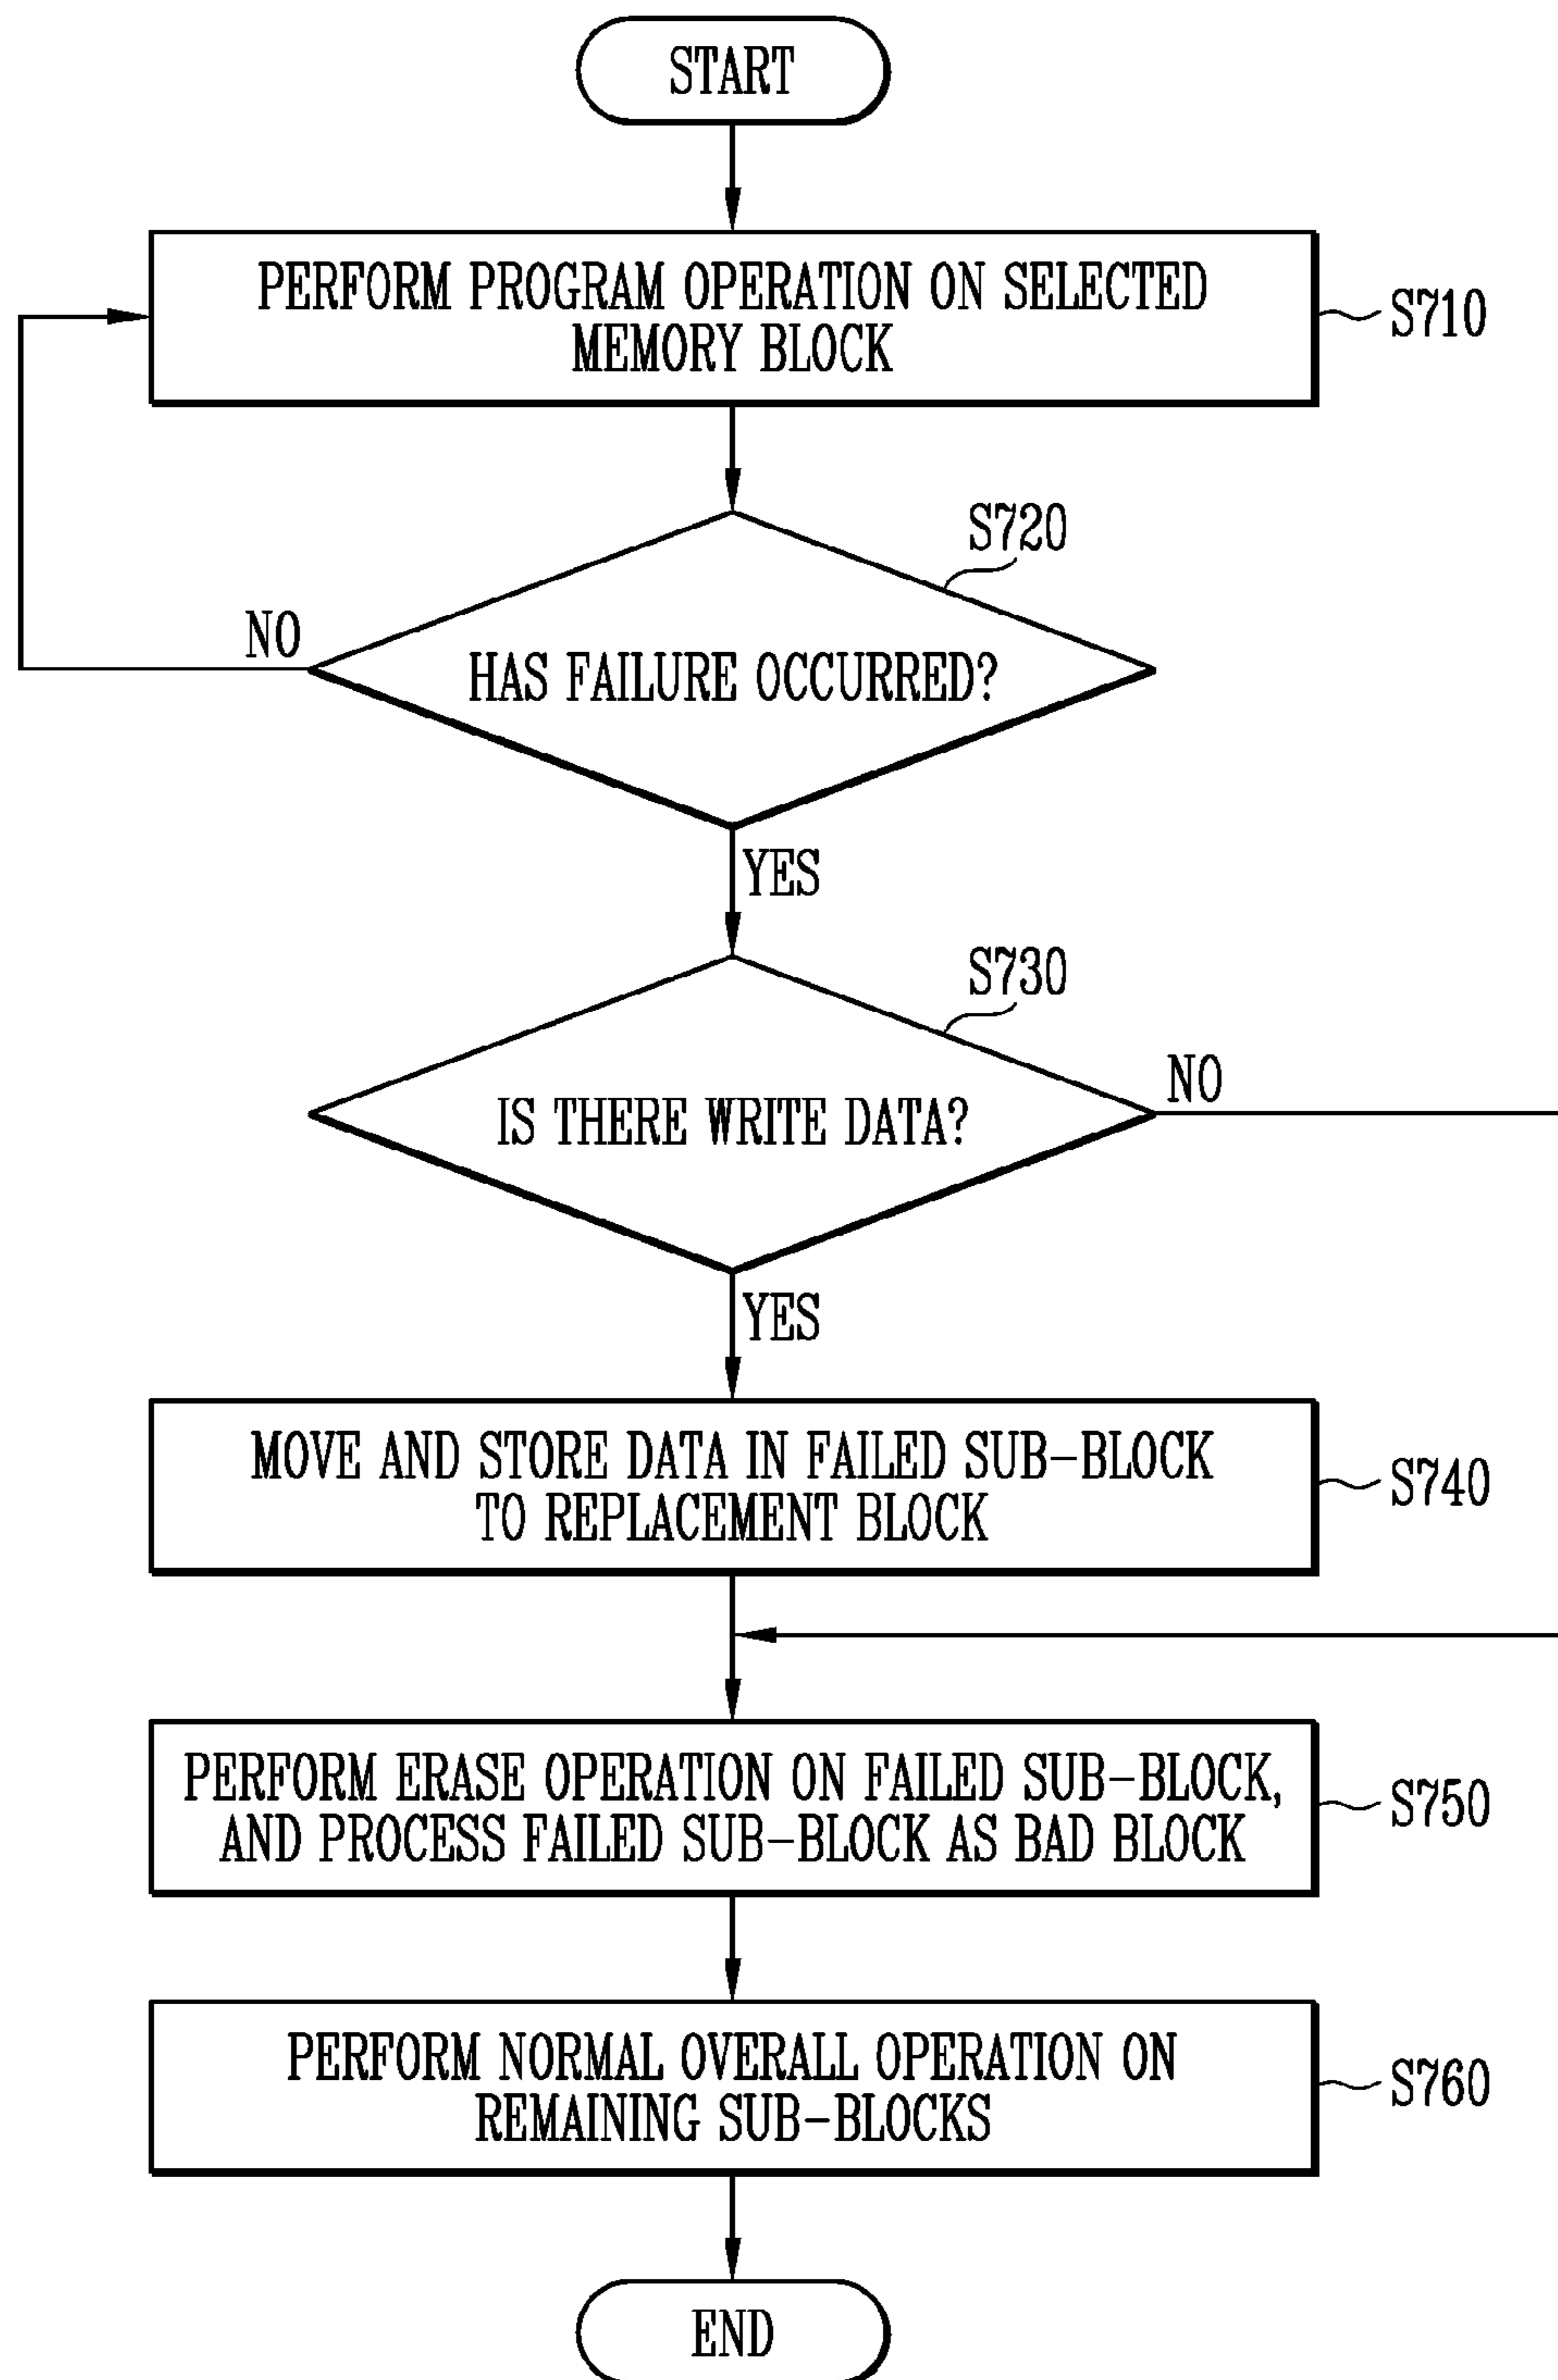 START
PERFORM PROGRAM OPERATION ON SELECTED
MEMORY BLOCK
S710
S720
NO
HAS FAILURE OCCURRED?
YES
S730
NO
IS THERE WRITE DATA?
YES
MOVE AND STORE DATA IN FAILED SUB-BLOCK
TO REPLACEMENT BLOCK
S740
PERFORM ERASE OPERATION ON FAILED SUB-BLOCK,
AND PROCESS FAILED SUB-BLOCK AS BAD BLOCK
S750
PERFORM NORMAL OVERALL OPERATION ON
REMAINING SUB-BLOCKS
S760
END